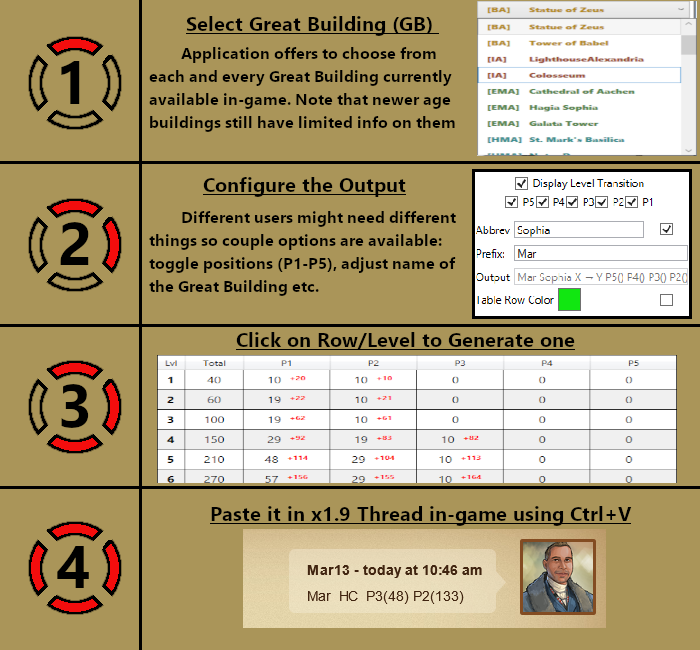 1
Select Great Building (GB)
Application offers to choose from
each and every Great Building currently
available in-game. Note that newer age
buildings still have limited info on them
[BA] Statue of Zeus
[BA] Statue of Zeus
[BA] Tower of Babel
[IA] LighthouseAlexandria
[IA] Colosseum
[EMA] Cathedral of Aachen
[EMA] Hagia Sophia
[EMA] Galata Tower
[HMA] St. Mark's Basilica
2
Configure the Output
Different users might need different
things so couple options are available:
toggle positions (P1-P5), adjust name of
the Great Building etc.
Display Level Transition
P5 P4 P3 P2 P1
Abbrev Sophia
Prefix: Mar
Output Mar Sophia X → Y P5() P4() P3() P2()
Table Row Color
3
Click on Row/Level to Generate one
Lvl Total P1 P2 P3 P4 P5
1 40 10 +20 10 +10 0 0 0
2 60 19 +22 10 +21 0 0 0
3 100 19 +62 10 +61 0 0 0
4 150 29 +92 19 +83 10 +82 0 0
5 210 48 +114 29 +104 10 +113 0 0
6 270 57 +156 29 +155 10 +164 0 0
4
Paste it in x1.9 Thread in-game using Ctrl+V
Mar13 - today at 10:46 am
Mar HC P3(48) P2(133)